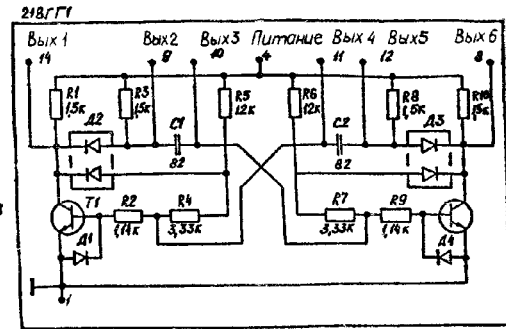 218ГГ1
Вых 1 Вых2 Вых3 Питание Вых 4 Вых5 Вых 6
14 9 10 4 11 12 8
R1 1,5к
R3 1,5к
R5 12к
R6 12к
R8 1,5к
R10 1,5к
Д2
C1 82
C2 82
Д3
T1
R2 1,14к
R4 3,33к
R7 3,33к
R9 1,14к
Д1
Д4
1